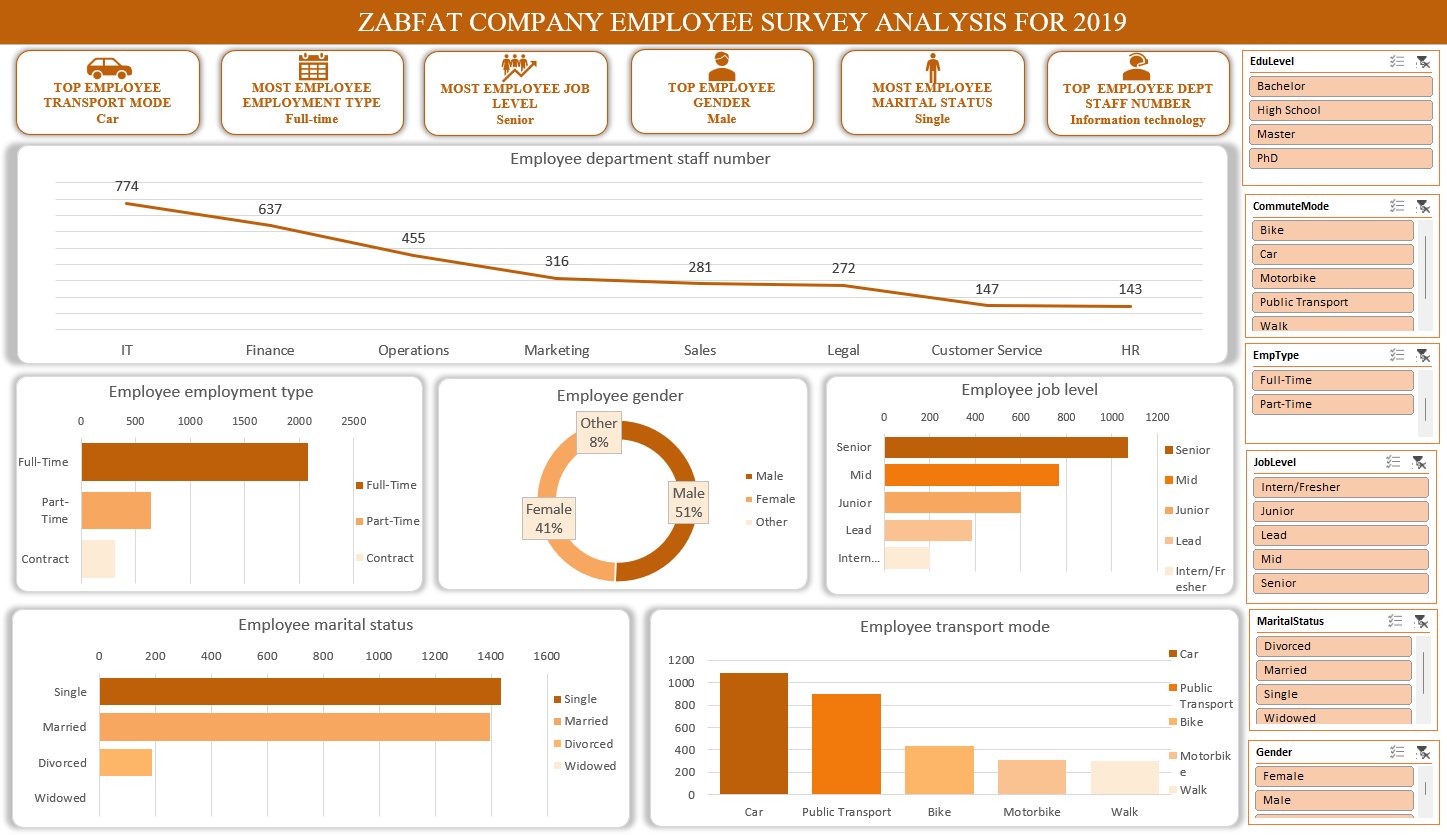 ZABFAT COMPANY EMPLOYEE SURVEY ANALYSIS FOR 2019
TOP EMPLOYEE
TRANSPORT MODE
Car
MOST EMPLOYEE
EMPLOYMENT TYPE
Full-time
MOST EMPLOYEE JOB
LEVEL
Senior
TOP EMPLOYEE
GENDER
Male
MOST EMPLOYEE
MARITAL STATUS
Single
TOP EMPLOYEE DEPT
STAFF NUMBER
Information technology
Employee department staff number
774
637
455
316
281
272
147
143
IT Finance Operations Marketing Sales Legal Customer Service HR
Employee employment type
0 500 1000 1500 2000 2500
Full-Time
Part-
Time
Contract
Full-Time
Part-Time
Contract
Employee gender
Other
8%
Male
51%
Female
41%
Male
Female
Other
Employee job level
0 200 400 600 800 1000 1200
Senior
Mid
Junior
Lead
Intern...
Senior
Mid
Junior
Lead
Intern/Fr
esher
Employee marital status
0 200 400 600 800 1000 1200 1400 1600
Single
Married
Divorced
Widowed
Single
Married
Divorced
Widowed
Employee transport mode
1200
1000
800
600
400
200
0
Car Public Transport Bike Motorbike Walk
Car
Public
Transport
Bike
Motorbik
e
Walk
EduLevel
Bachelor
High School
Master
PhD
CommuteMode
Bike
Car
Motorbike
Public Transport
Walk
EmpType
Full-Time
Part-Time
JobLevel
Intern/Fresher
Junior
Lead
Mid
Senior
MaritalStatus
Divorced
Married
Single
Widowed
Gender
Female
Male